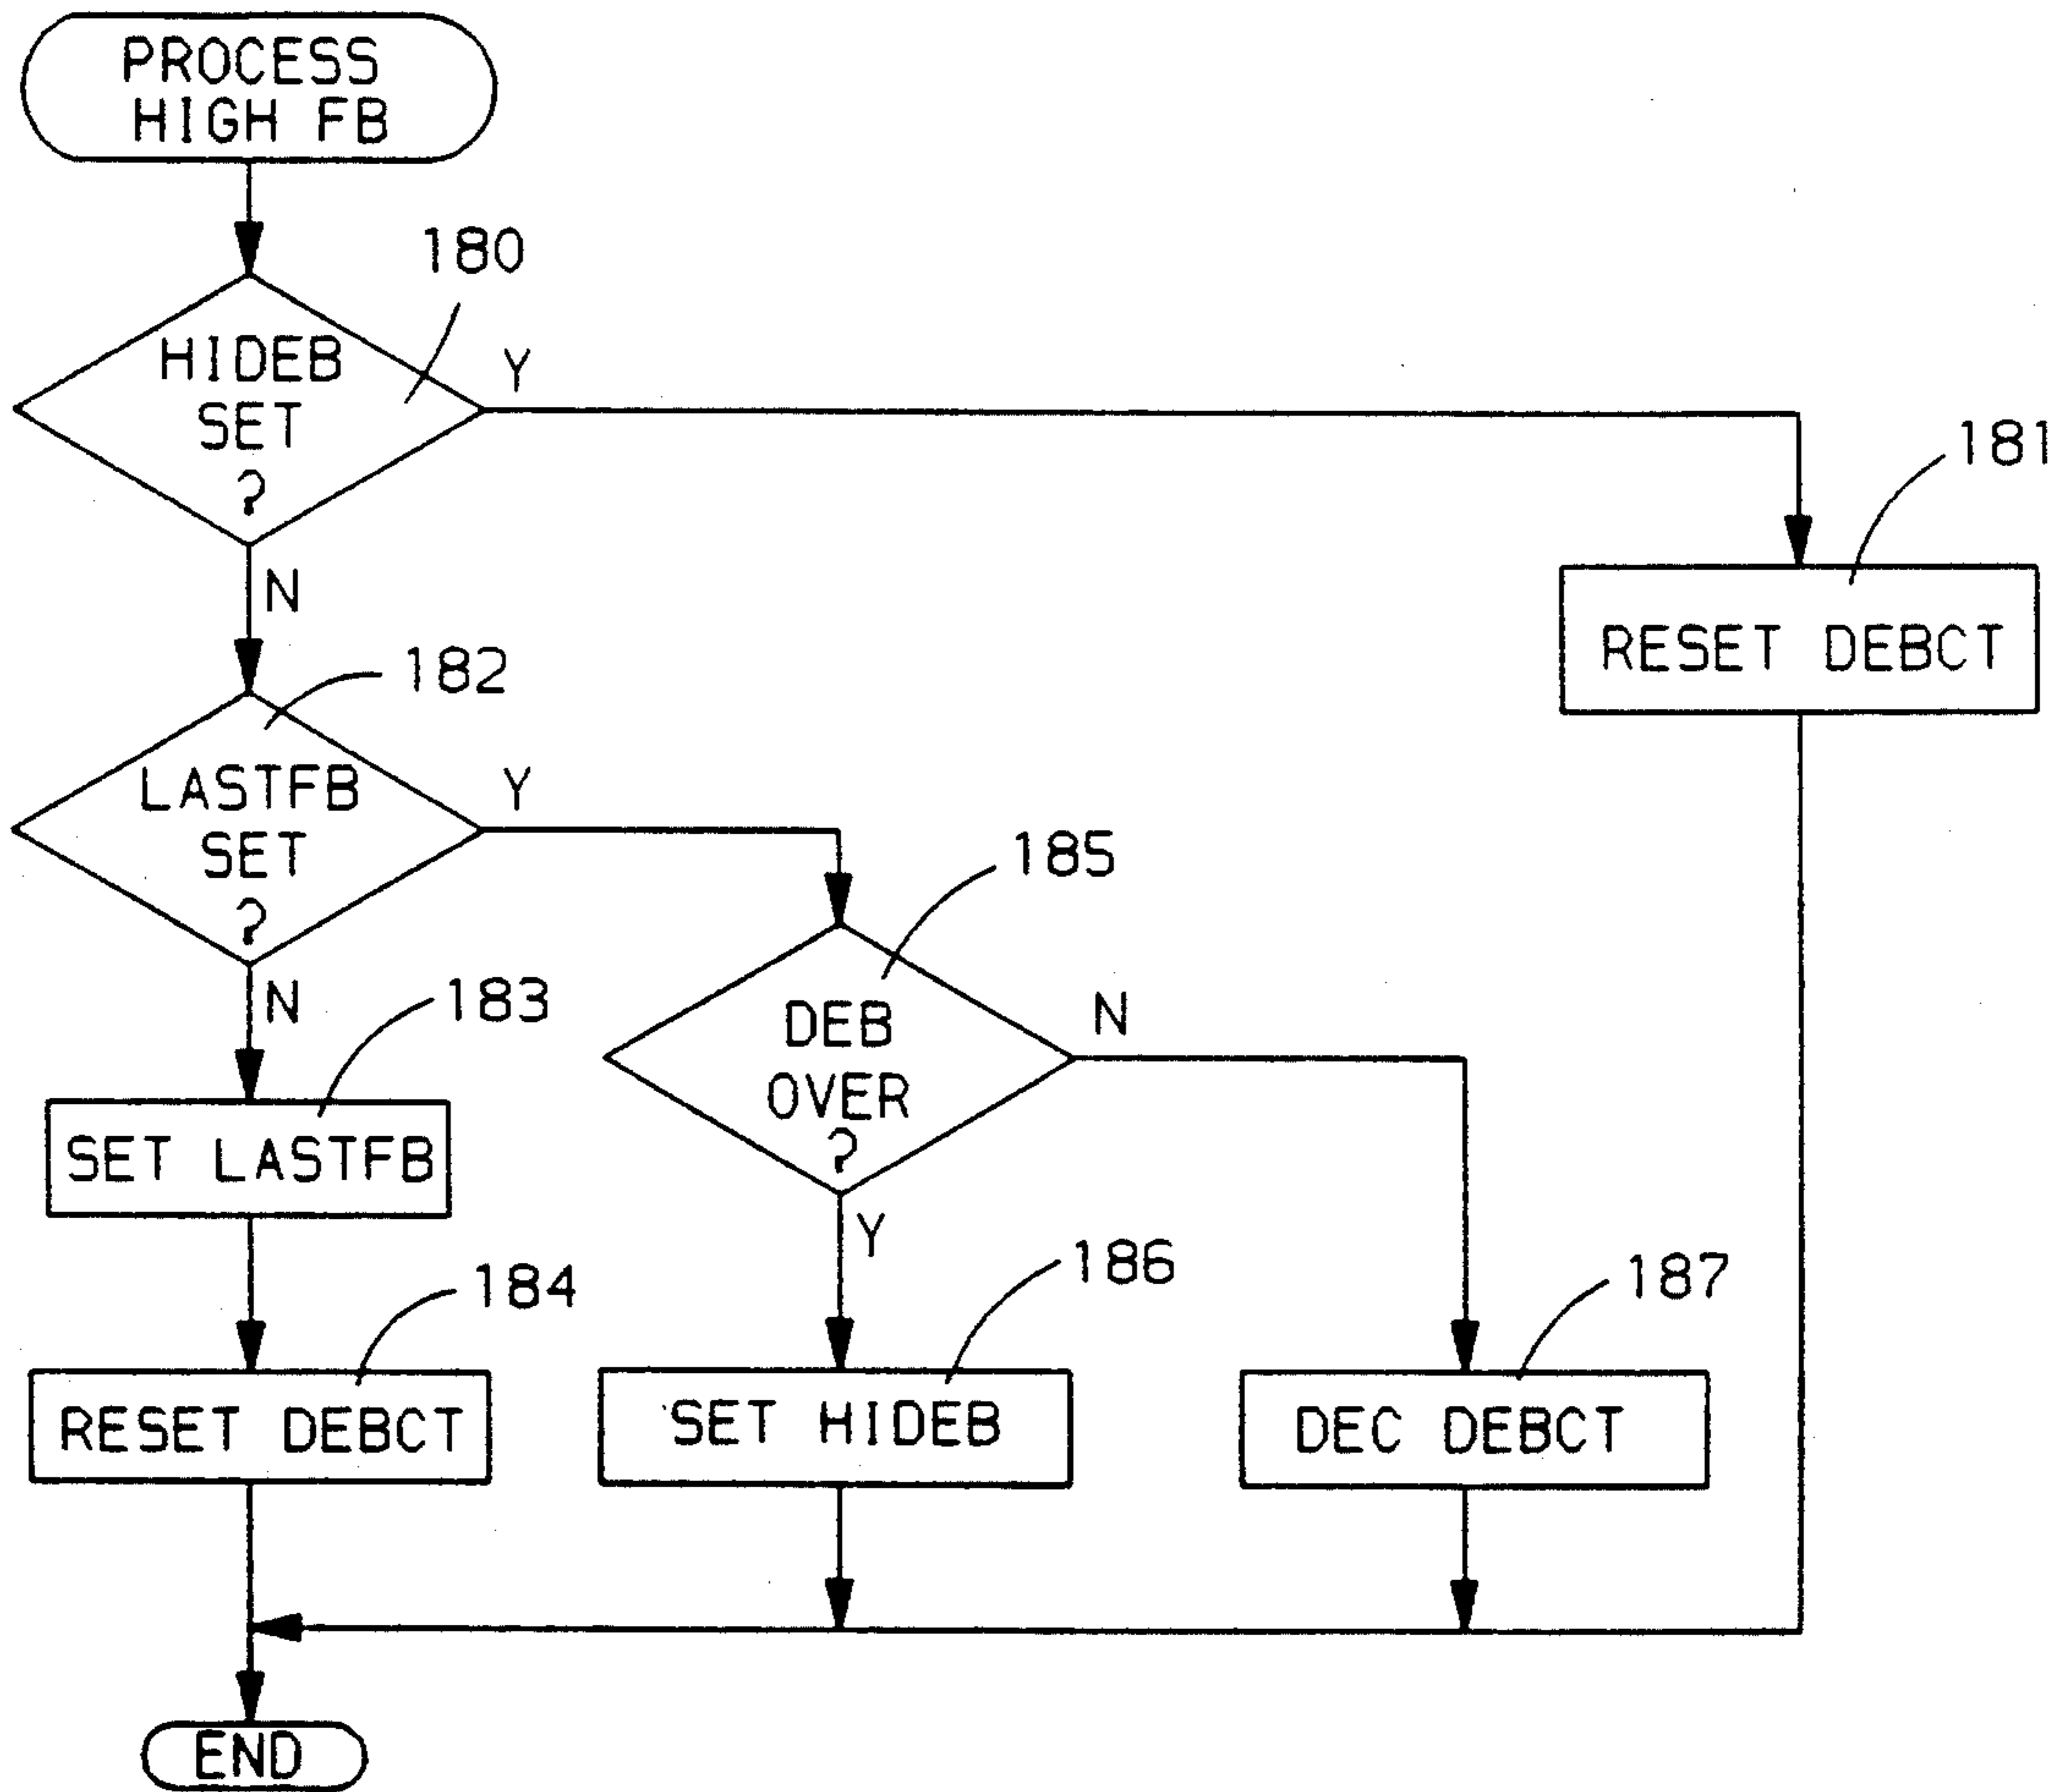 PROCESS
HIGH FB
180
HIDEB
SET
?
Y
N
181
RESET DEBCT
182
LASTFB
SET
?
Y
N
185
DEB
OVER
?
N
Y
183
SET LASTFB
184
RESET DEBCT
186
SET HIDEB
187
DEC DEBCT
END